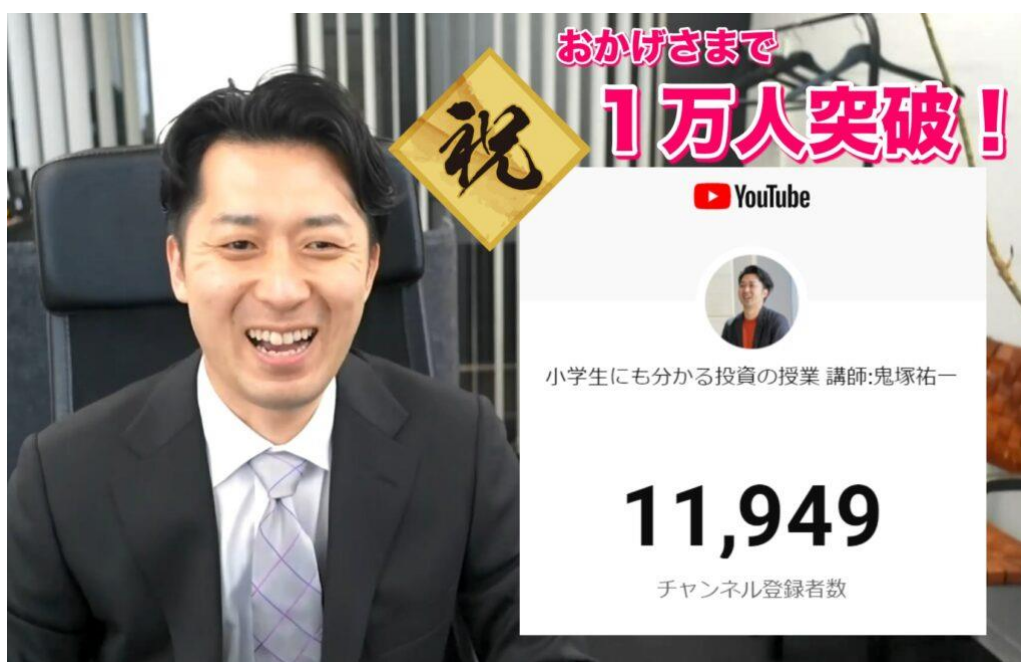 おかげさまで
祝
1万人突破！
YouTube
小学生にも分かる投資の授業 講師:鬼塚祐一
11,949
チャンネル登録者数